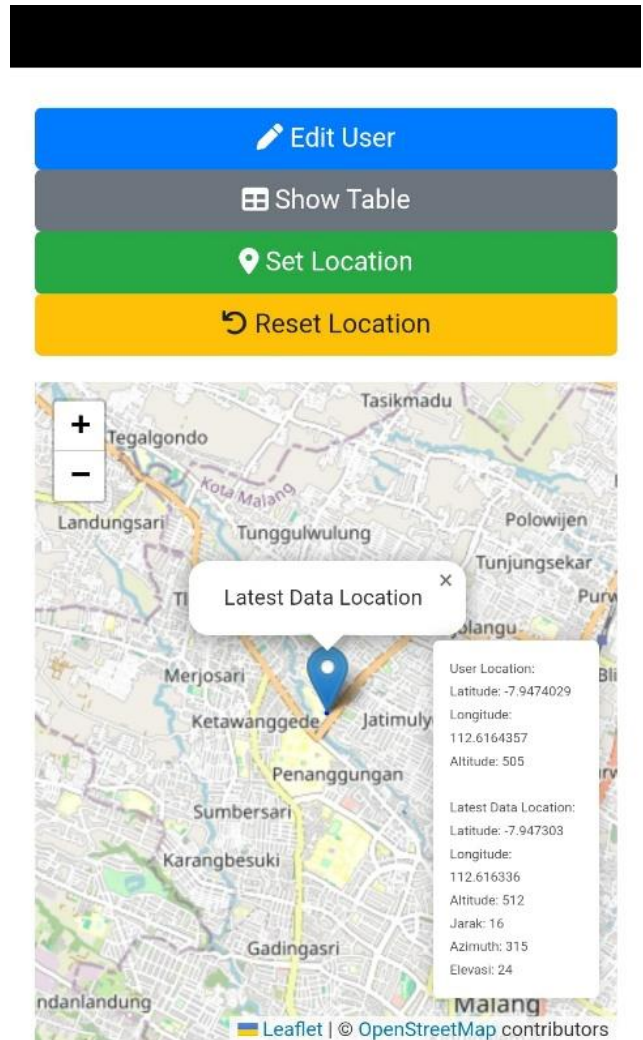 Edit User
Show Table
Set Location
Reset Location
Tasikmadu
+
Tegalgondo
−
Kota Malang
Landungsari
Tunggulwulung
Polowijen
Tunjungsekar
Latest Data Location
×
Merjosari
Ketawanggede
Penanggungan
Sumbersari
Karangbesuki
Gadingasri
Malang
User Location:
Latitude: -7.9474029
Longitude:
112.6164357
Altitude: 505
Latest Data Location:
Latitude: -7.947303
Longitude:
112.616336
Altitude: 512
Jarak: 16
Azimuth: 315
Elevasi: 24
Leaflet | © OpenStreetMap contributors